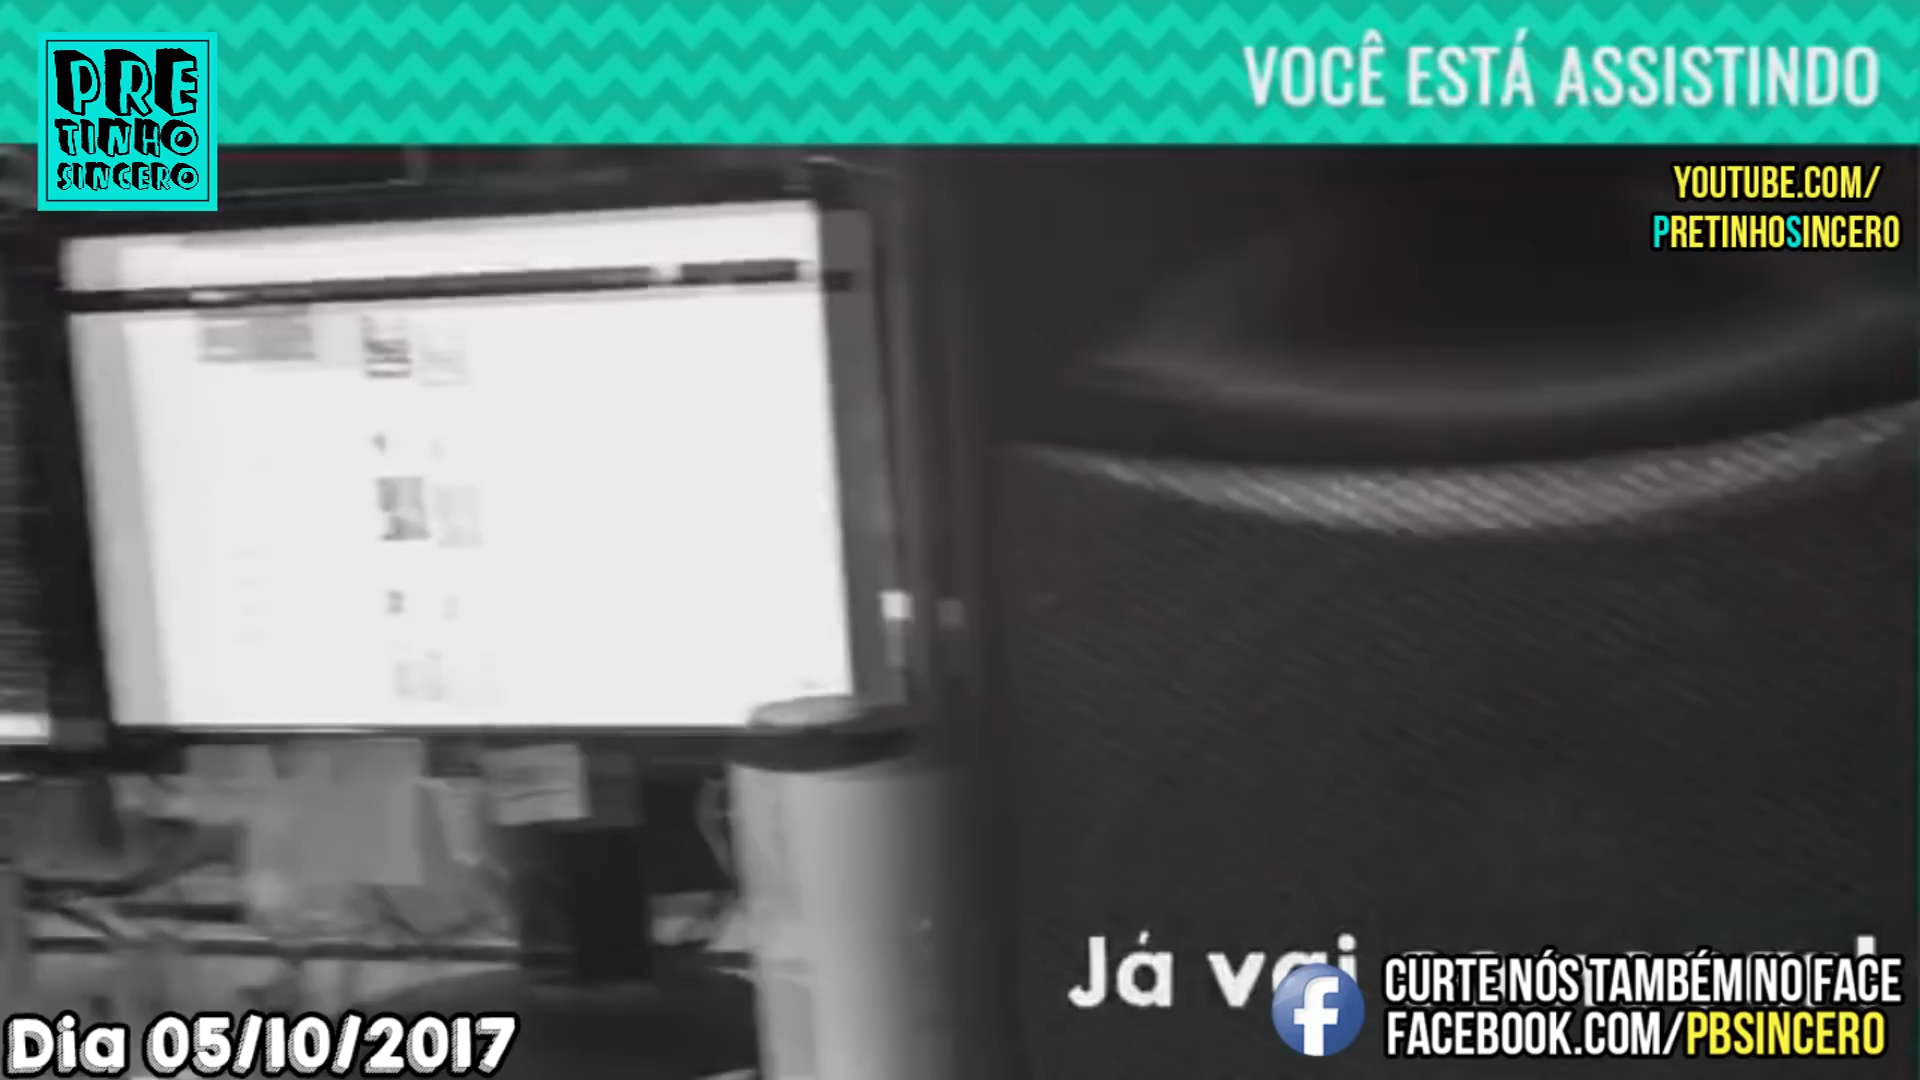 PRE
TINHO
SINCERO
VOCÊ ESTÁ ASSISTINDO
YOUTUBE.COM/
PRETINHOSINCERO
Já vai
CURTE NÓS TAMBÉM NO FACE
FACEBOOK.COM/PBSINCERO
Dia 05/10/2017